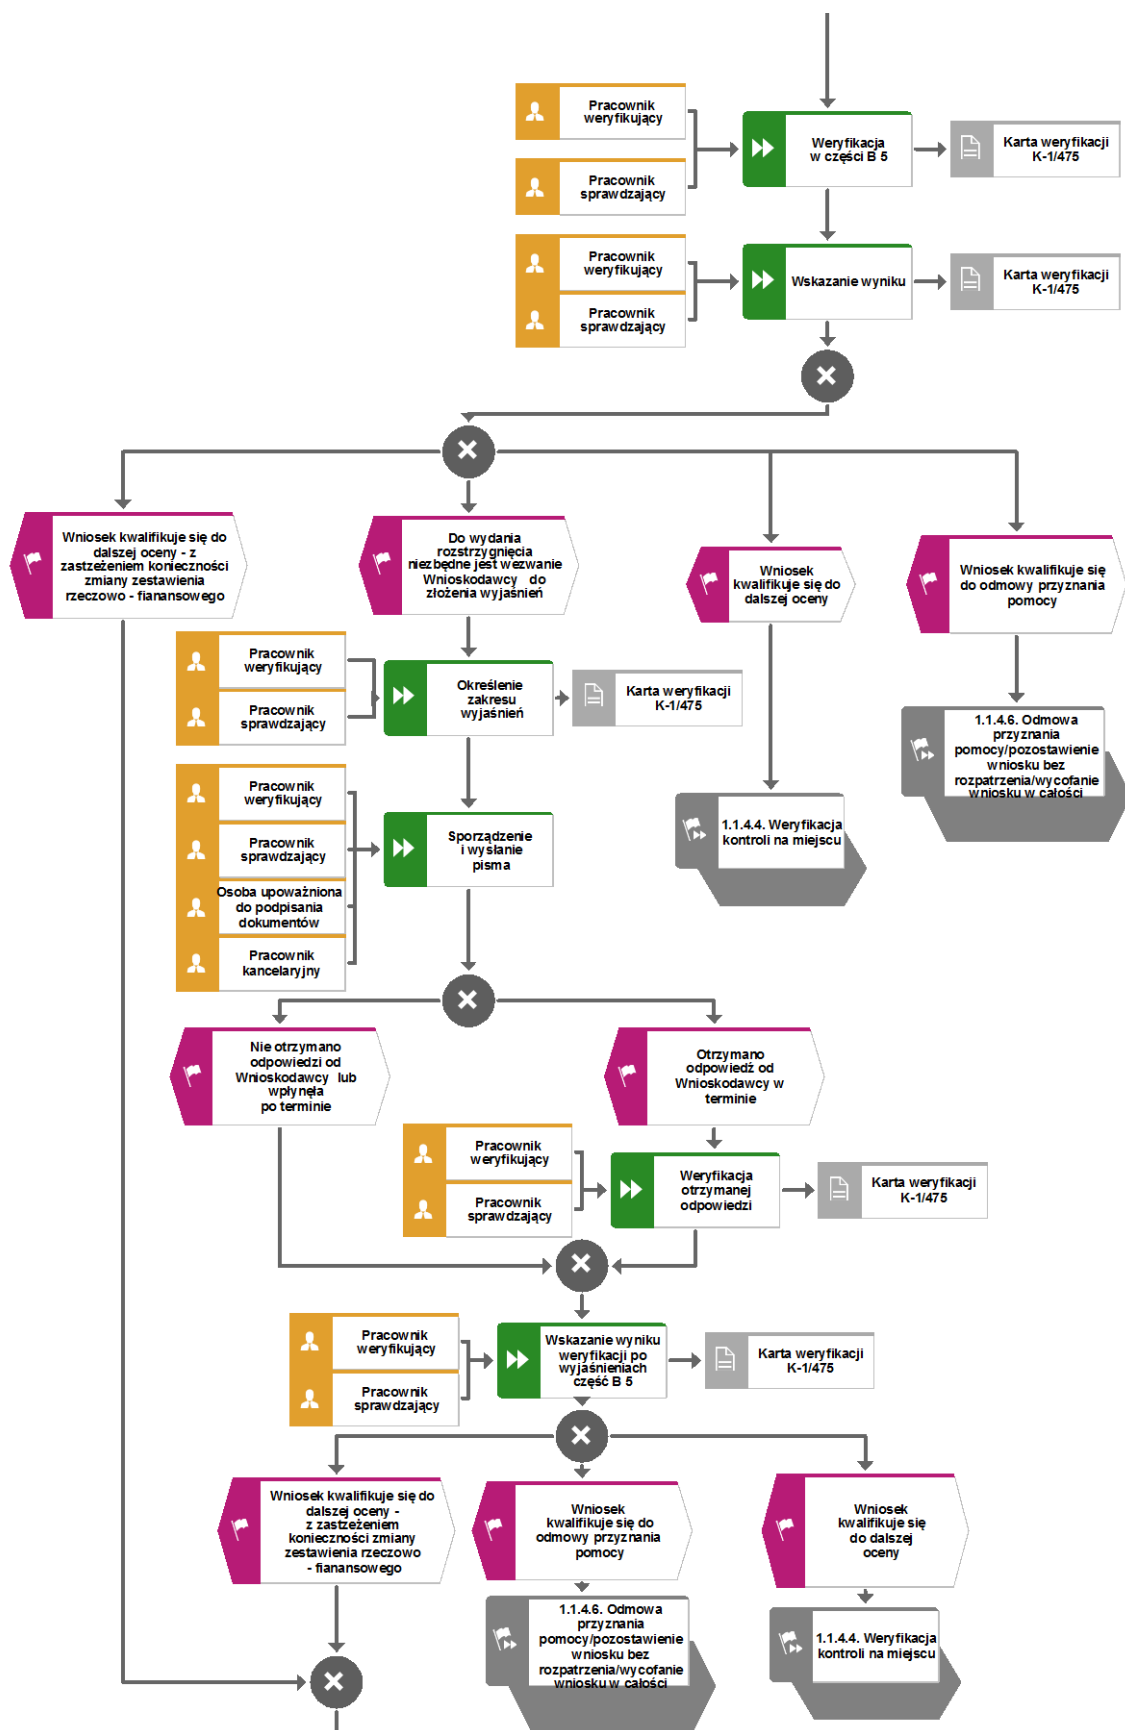 Pracownik
weryfikujący
Pracownik
sprawdzający
Weryfikacja
w części B 5
Karta weryfikacji
K-1/475
Pracownik
weryfikujący
Pracownik
sprawdzający
Wskazanie wyniku
Karta weryfikacji
K-1/475
Wniosek kwalifikuje się do
dalszej oceny - z
zastzeżeniem konieczności
zmiany zestawienia
rzeczowo - fianansowego
Do wydania
rozstrzygnięcia
niezbędne jest wezwanie
Wnioskodawcy do
złożenia wyjaśnień
Wniosek
kwalifikuje się do
dalszej oceny
Wniosek kwalifikuje się
do odmowy przyznania
pomocy
Pracownik
weryfikujący
Pracownik
sprawdzający
Określenie
zakresu
wyjaśnień
Karta weryfikacji
K-1/475
1.1.4.6. Odmowa
przyznania
pomocy/pozostawienie
wniosku bez
rozpatrzenia/wycofanie
wniosku w całości
Pracownik
weryfikujący
Pracownik
sprawdzający
Osoba upoważniona
do podpisania
dokumentów
Pracownik
kancelaryjny
Sporządzenie
i wysłanie
pisma
1.1.4.4. Weryfikacja
kontroli na miejscu
Nie otrzymano
odpowiedzi od
Wnioskodawcy lub
wpłynęła
po terminie
Otrzymano
odpowiedź od
Wnioskodawcy w
terminie
Pracownik
weryfikujący
Pracownik
sprawdzający
Weryfikacja
otrzymanej
odpowiedzi
Karta weryfikacji
K-1/475
Pracownik
weryfikujący
Pracownik
sprawdzający
Wskazanie wyniku
weryfikacji po
wyjaśnieniach
część B 5
Karta weryfikacji
K-1/475
Wniosek kwalifikuje się do
dalszej oceny -
z zastzeżeniem
konieczności zmiany
zestawienia rzeczowo
- fianansowego
Wniosek
kwalifikuje się do
odmowy przyznania
pomocy
Wniosek
kwalifikuje się
do dalszej
oceny
1.1.4.6. Odmowa
przyznania
pomocy/pozostawienie
wniosku bez
rozpatrzenia/wycofanie
wniosku w całości
1.1.4.4. Weryfikacja
kontroli na miejscu